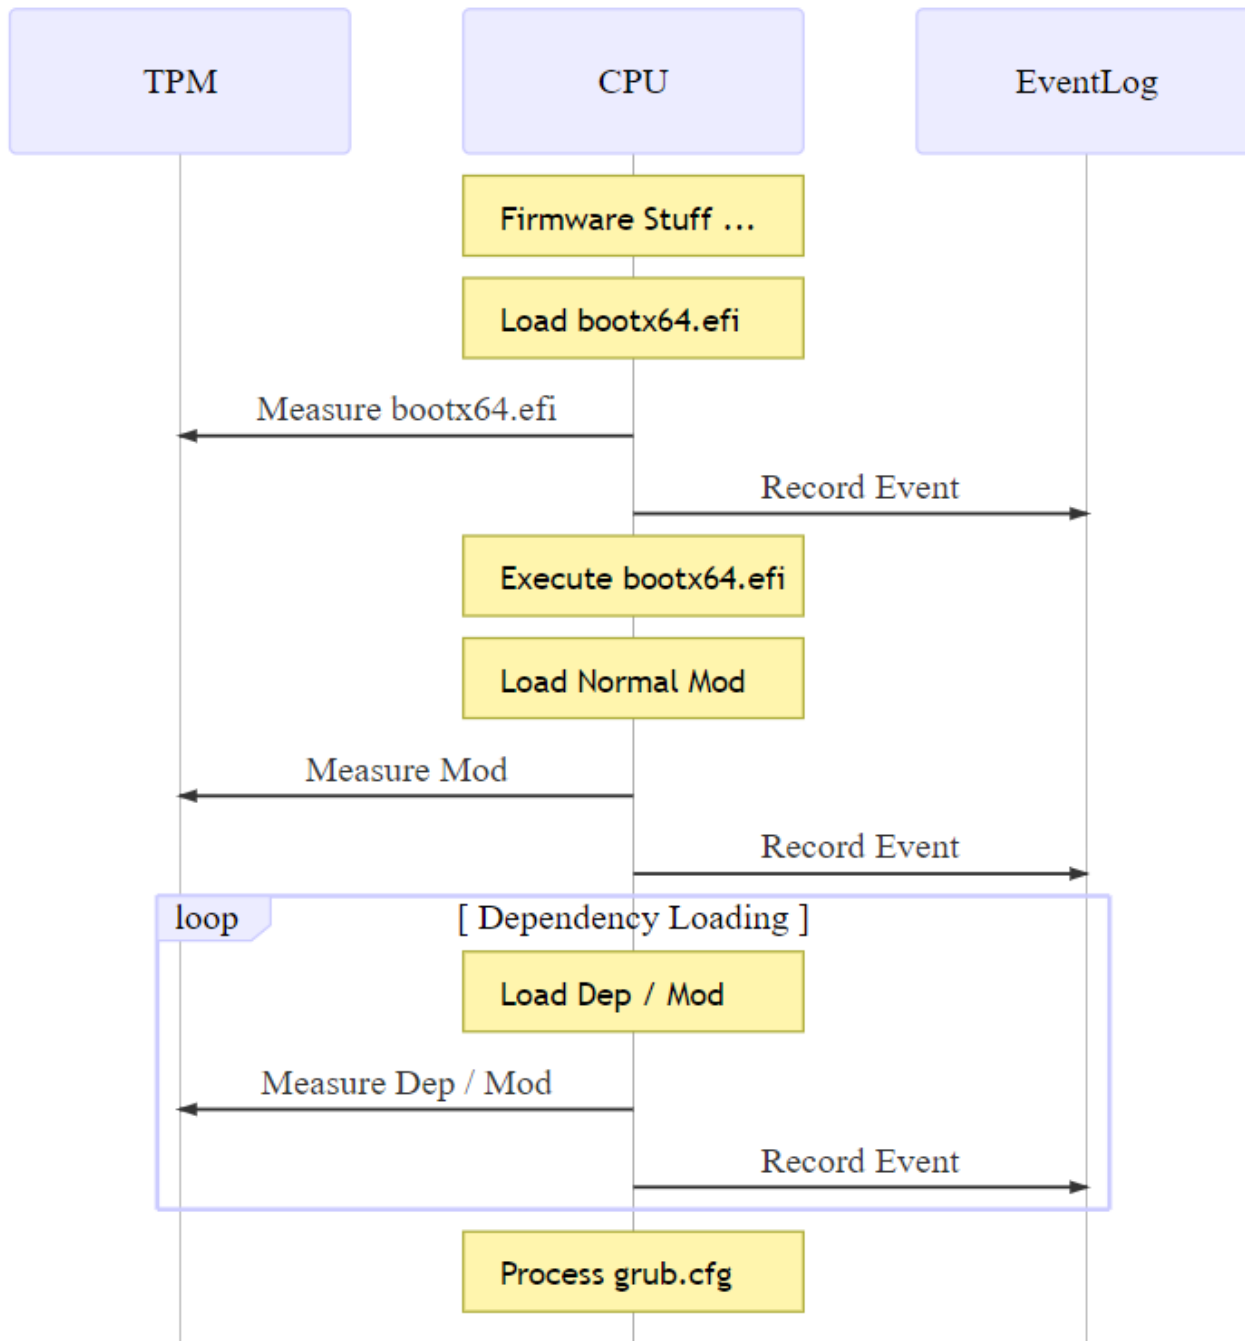 TPM
CPU
EventLog
Firmware Stuff ...
Load bootx64.efi
Measure bootx64.efi
Record Event
Execute bootx64.efi
Load Normal Mod
Measure Mod
Record Event
loop
[ Dependency Loading ]
Load Dep / Mod
Measure Dep / Mod
Record Event
Process grub.cfg